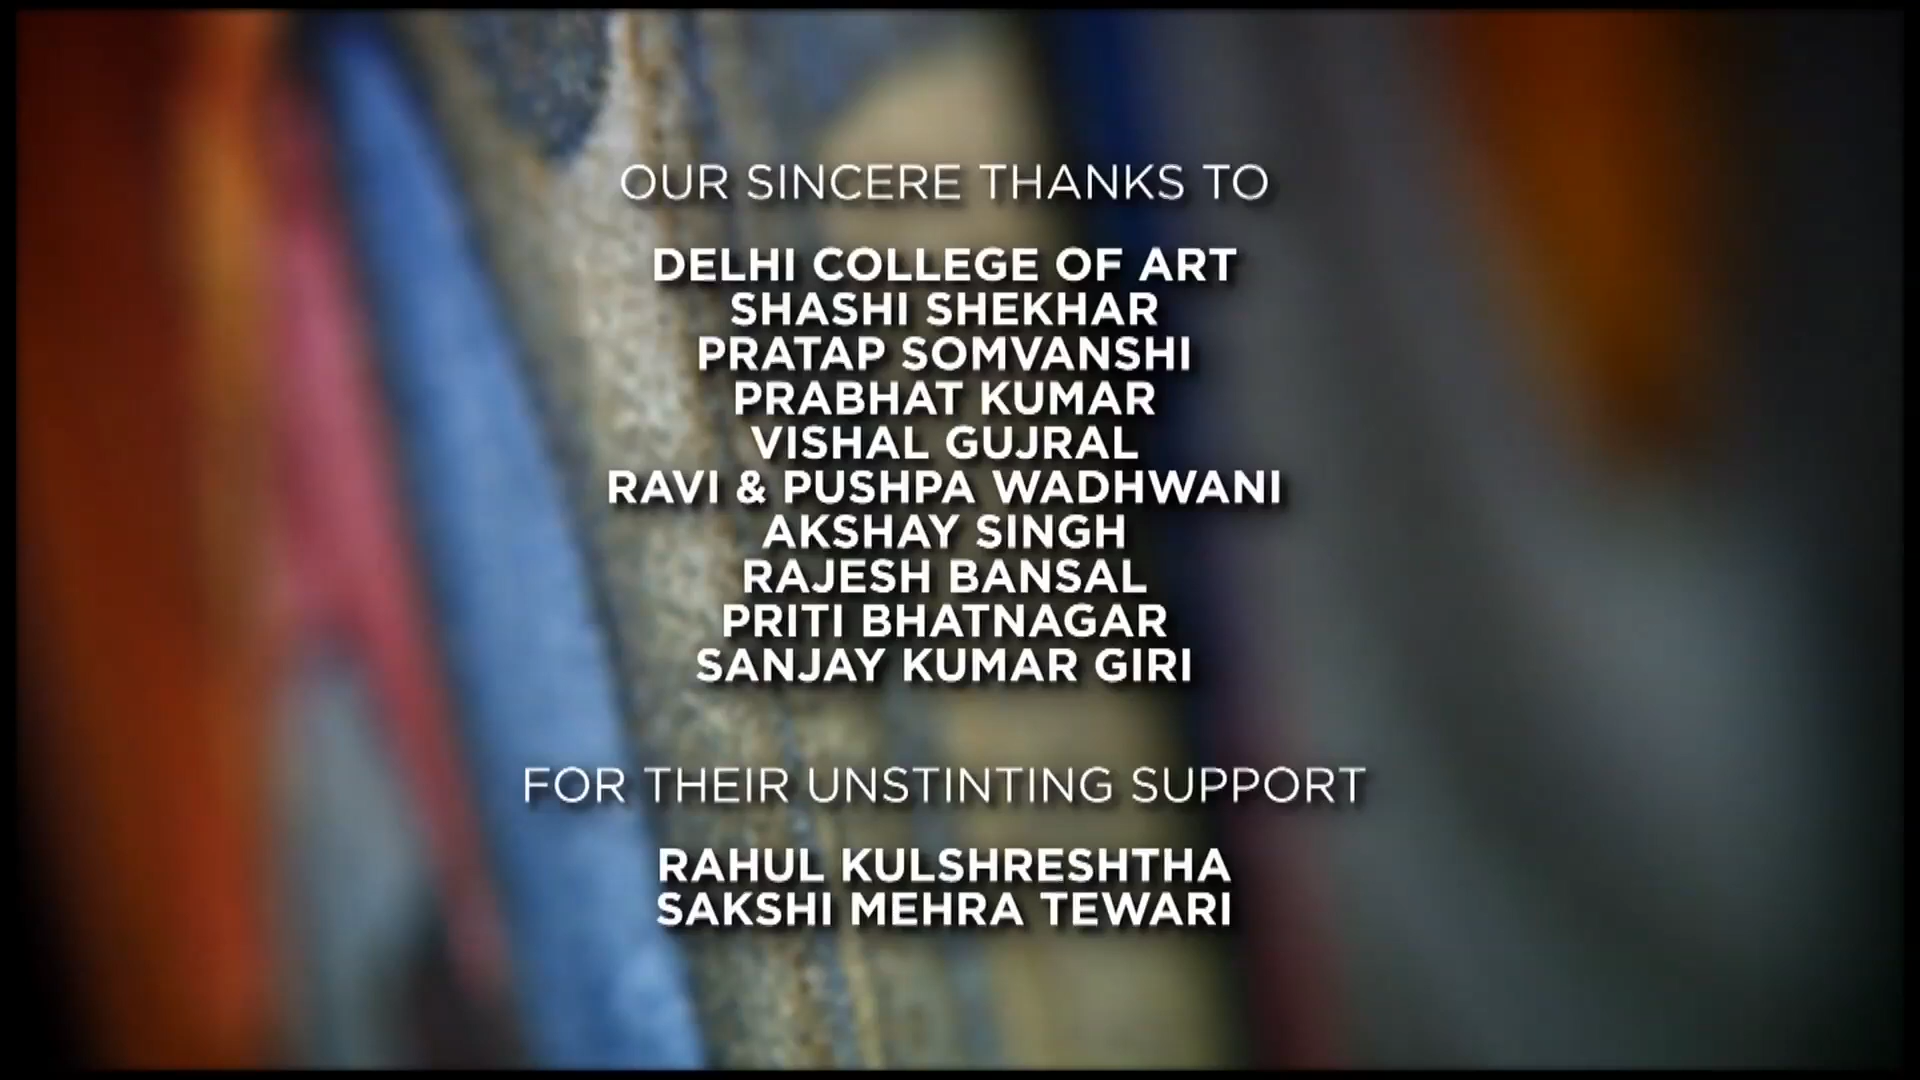 OUR SINCERE THANKS TO
DELHI COLLEGE OF ART
SHASHI SHEKHAR
PRATAP SOMVANSHI
PRABHAT KUMAR
VISHAL GUJRAL
RAVI & PUSHPA WADHWANI
AKSHAY SINGH
RAJESH BANSAL
PRITI BHATNAGAR
SANJAY KUMAR GIRI
FOR THEIR UNSTINTING SUPPORT
RAHUL KULSHRESHTHA
SAKSHI MEHRA TEWARI